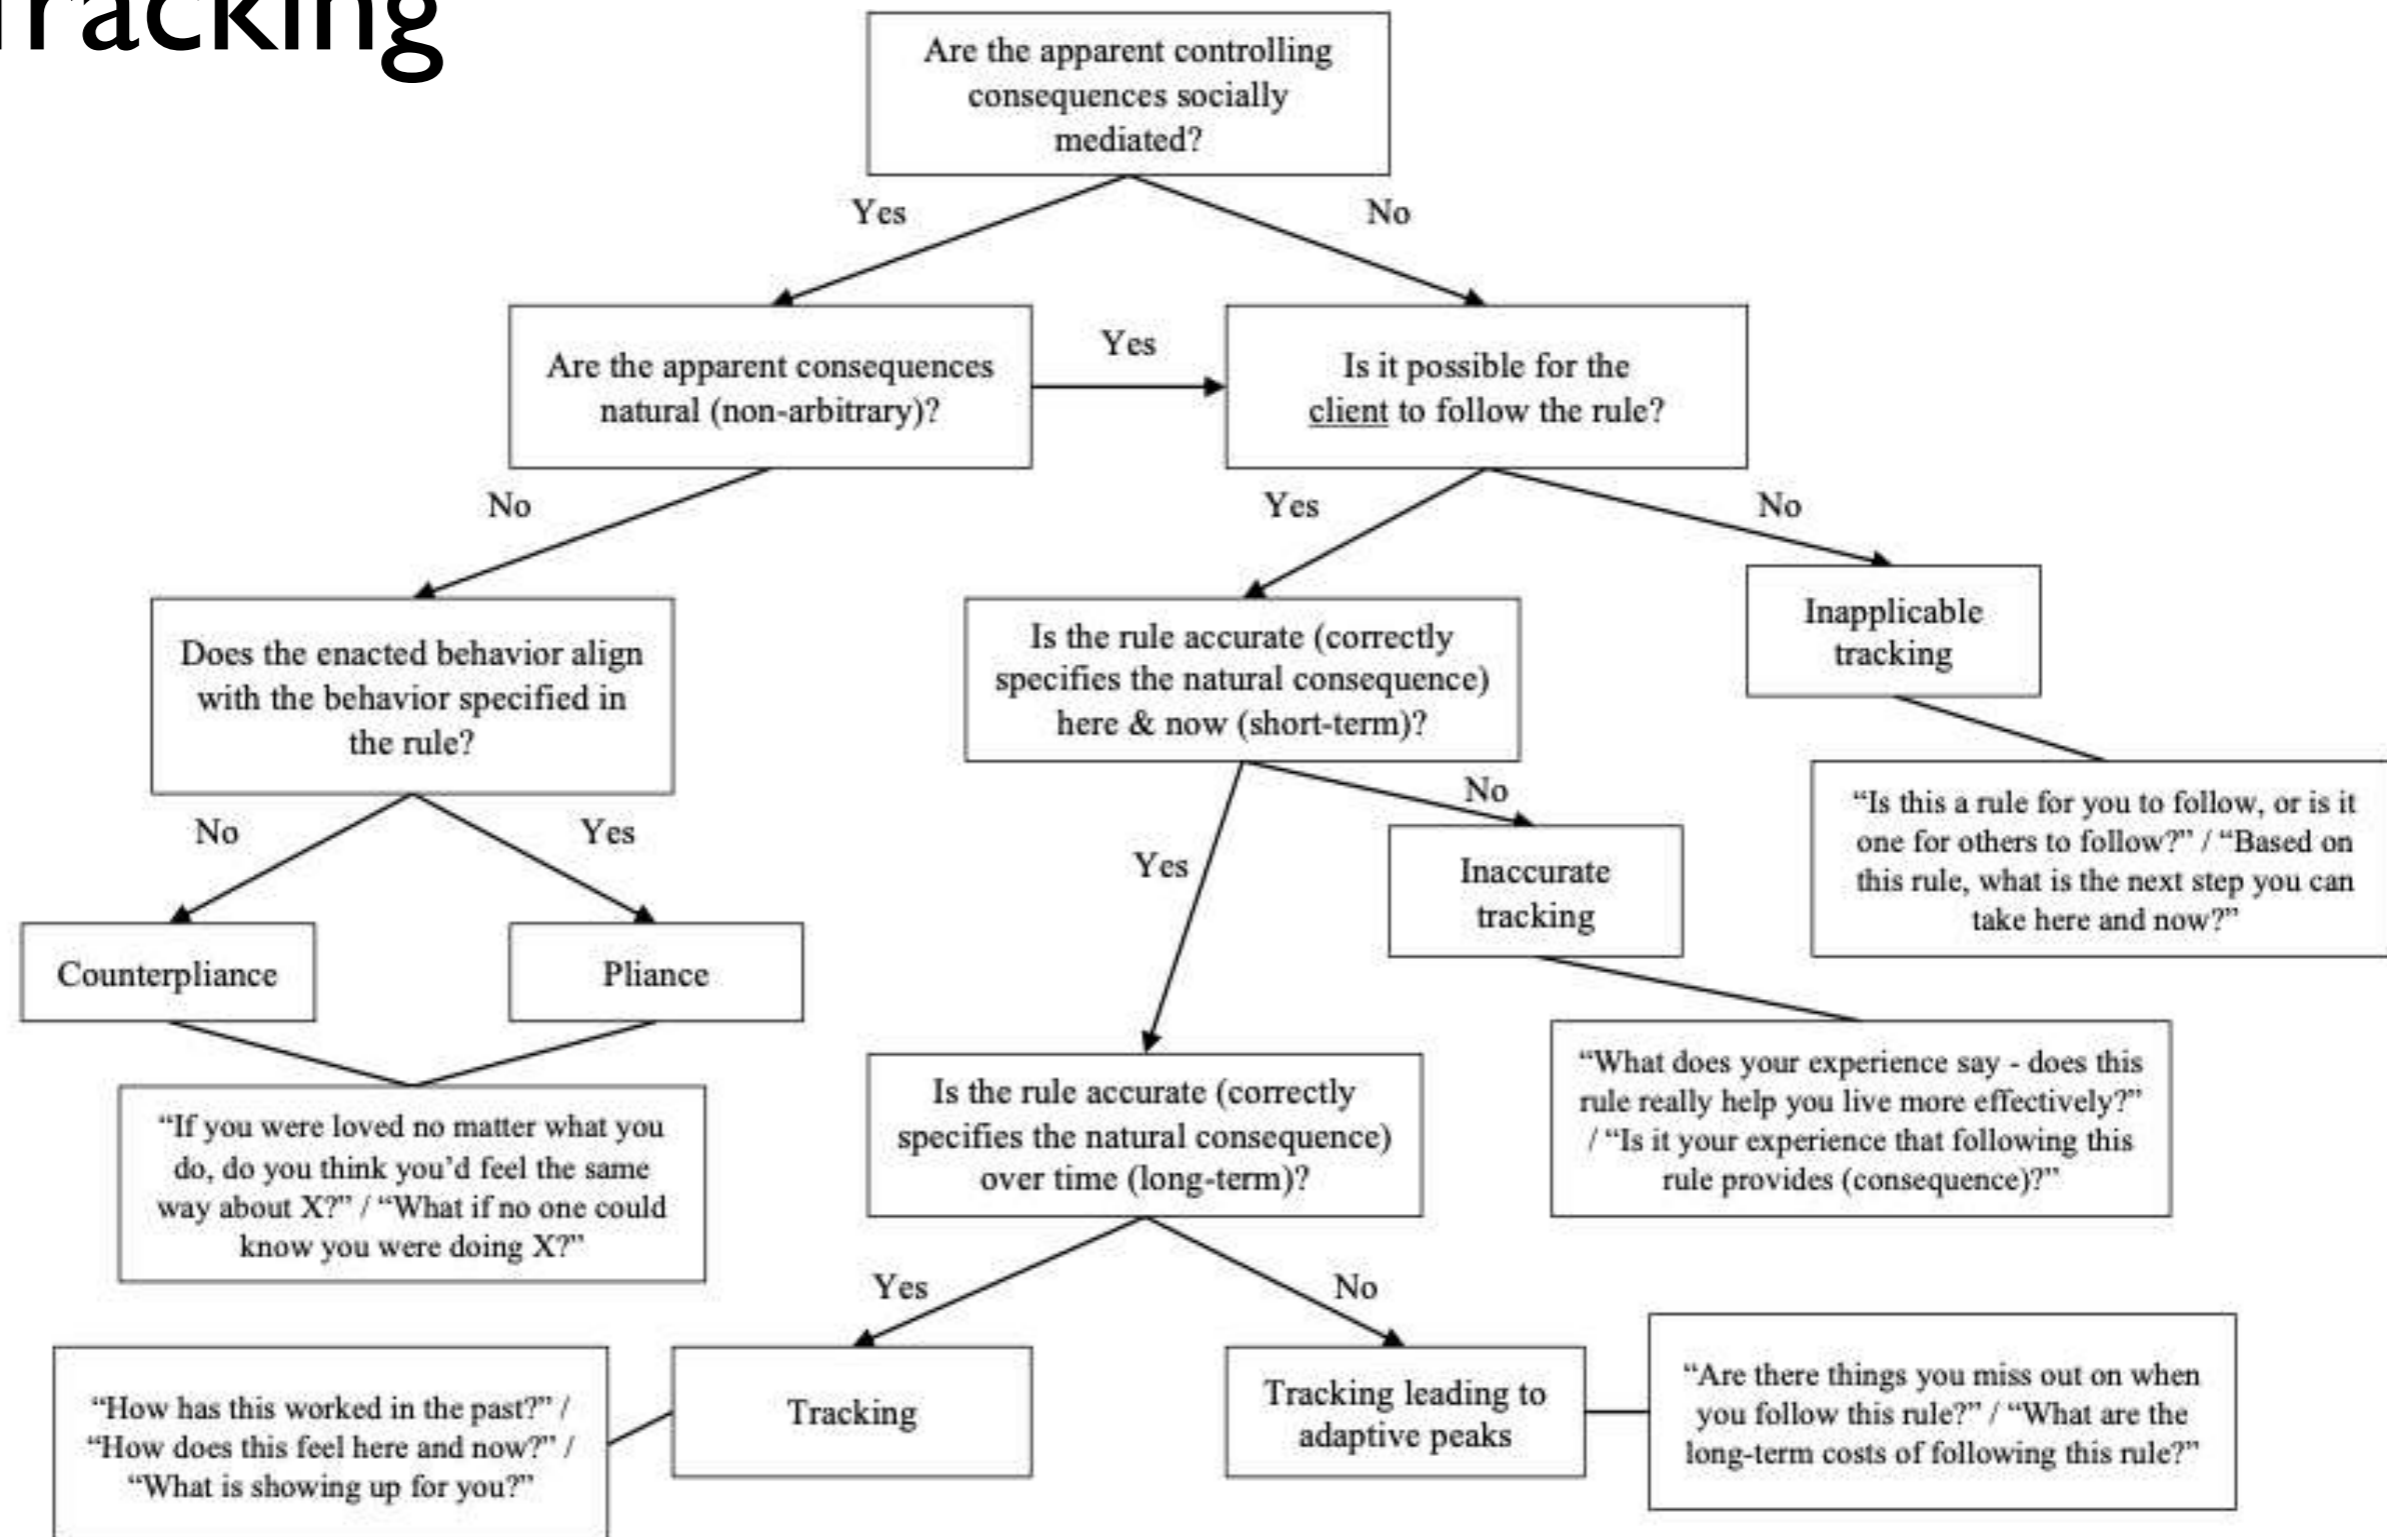 Tracking
Are the apparent controlling
consequences socially
mediated?
Yes
No
Are the apparent consequences
natural (non-arbitrary)?
Yes
Is it possible for the
client to follow the rule?
No
Yes
No
Does the enacted behavior align
with the behavior specified in
the rule?
Is the rule accurate (correctly
specifies the natural consequence)
here & now (short-term)?
Inapplicable
tracking
No
Yes
Yes
No
“Is this a rule for you to follow, or is it
one for others to follow?” / “Based on
this rule, what is the next step you can
take here and now?”
Inaccurate
tracking
Counterpliance
Pliance
“What does your experience say - does this
rule really help you live more effectively?”
/ “Is it your experience that following this
rule provides (consequence)?”
Is the rule accurate (correctly
specifies the natural consequence)
over time (long-term)?
“If you were loved no matter what you
do, do you think you’d feel the same
way about X?” / “What if no one could
know you were doing X?”
Yes
No
“How has this worked in the past?” /
“How does this feel here and now?” /
“What is showing up for you?”
Tracking
Tracking leading to
adaptive peaks
“Are there things you miss out on when
you follow this rule?” / “What are the
long-term costs of following this rule?”